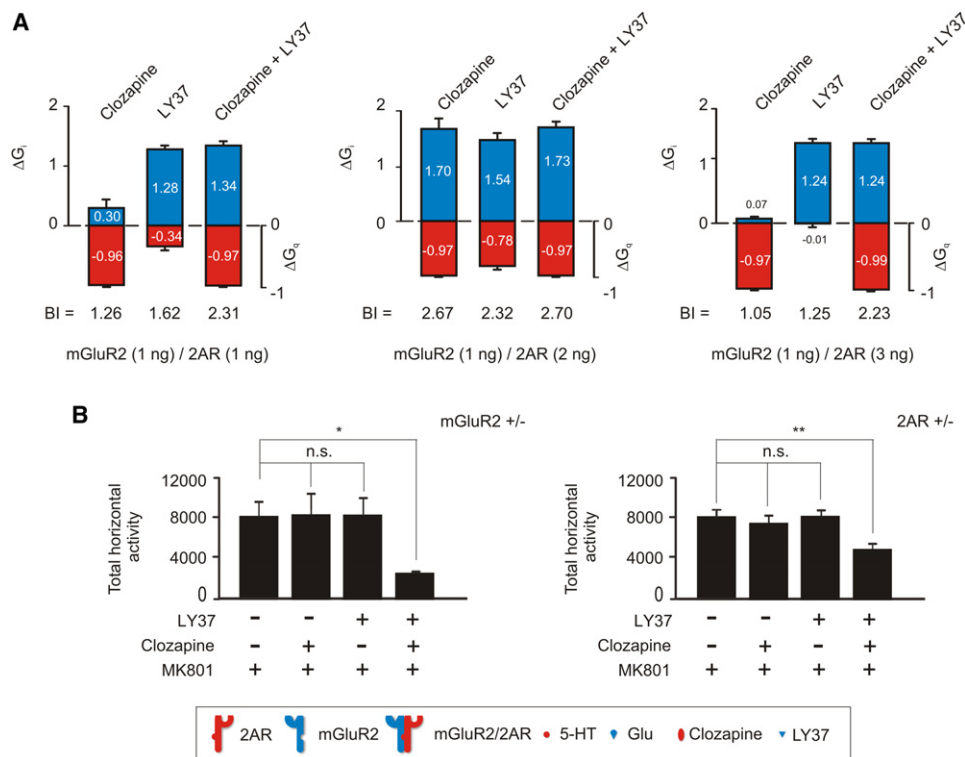 A
Clozapine LY37 Clozapine + LY37
2
1
0
ΔGi
0.30 1.28 1.34
-0.96 -0.34 -0.97
0
-1
ΔGq
BI = 1.26 1.62 2.31
mGluR2 (1 ng) / 2AR (1 ng)
Clozapine LY37 Clozapine + LY37
2
1
0
ΔGi
1.70 1.54 1.73
-0.97 -0.78 -0.97
0
-1
ΔGq
BI = 2.67 2.32 2.70
mGluR2 (1 ng) / 2AR (2 ng)
Clozapine LY37 Clozapine + LY37
2
1
0
ΔGi
0.07 1.24 1.24
-0.97 -0.01 -0.99
0
-1
ΔGq
BI = 1.05 1.25 2.23
mGluR2 (1 ng) / 2AR (3 ng)
B
mGluR2 +/-
*
n.s.
Total horizontal
activity
12000
8000
4000
0
LY37 - - + +
Clozapine - + - +
MK801 + + + +
2AR +/-
**
n.s.
Total horizontal
activity
12000
8000
4000
0
LY37 - - + +
Clozapine - + - +
MK801 + + + +
2AR mGluR2 mGluR2/2AR 5-HT Glu Clozapine LY37